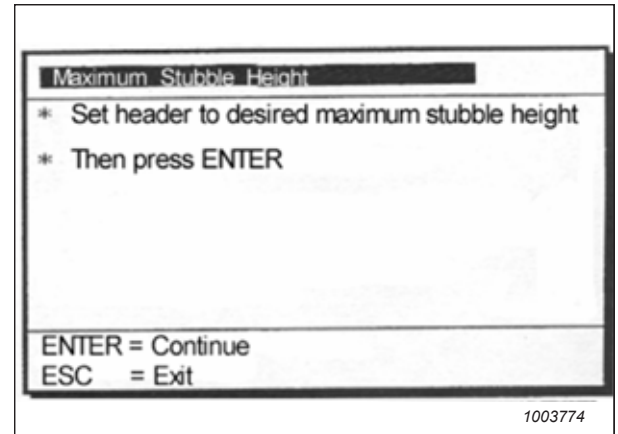 Maximum Stubble Height
* Set header to desired maximum stubble height
* Then press ENTER
ENTER = Continue
ESC = Exit
1003774